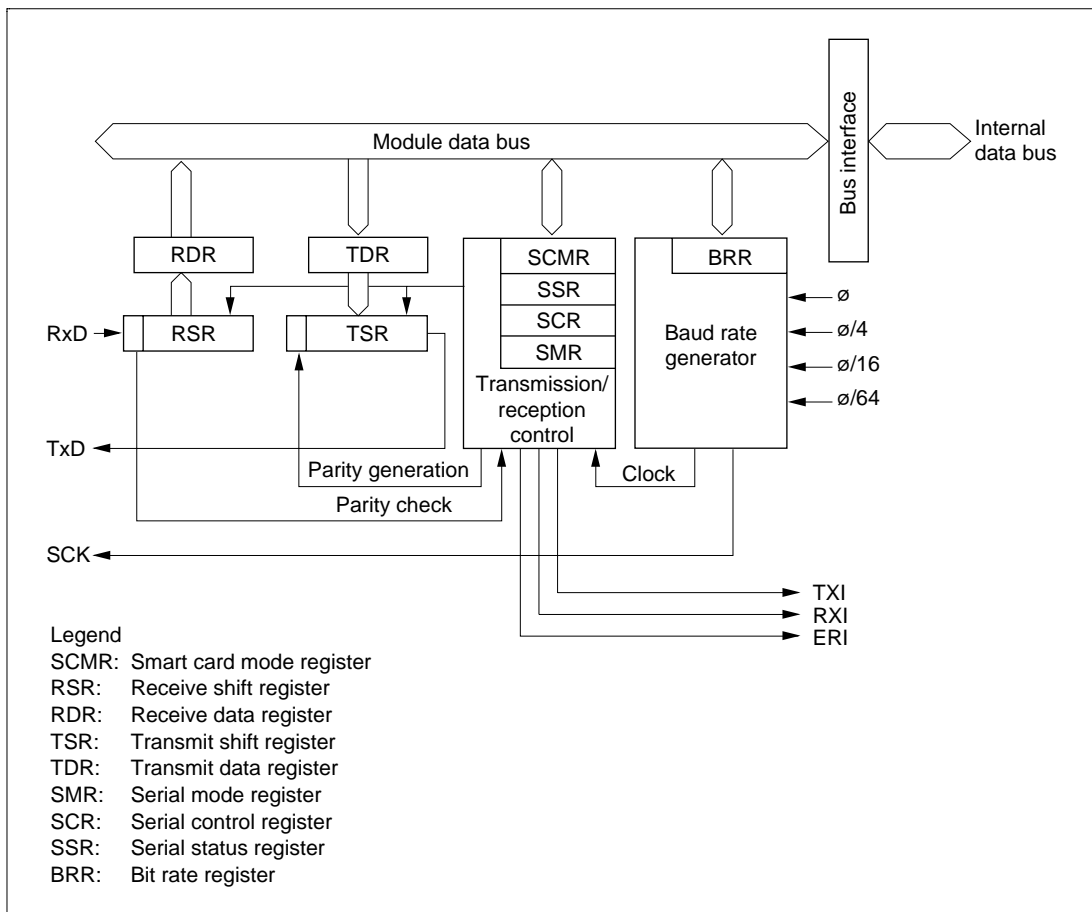 Module data bus
Bus interface
Internal
data bus
RDR
TDR
SCMR
SSR
SCR
SMR
Transmission/
reception
control
BRR
Baud rate
generator
ø
ø/4
ø/16
ø/64
RxD
RSR
TSR
TxD
Parity generation
Parity check
Clock
SCK
TXI
RXI
ERI
Legend
SCMR: Smart card mode register
RSR: Receive shift register
RDR: Receive data register
TSR: Transmit shift register
TDR: Transmit data register
SMR: Serial mode register
SCR: Serial control register
SSR: Serial status register
BRR: Bit rate register